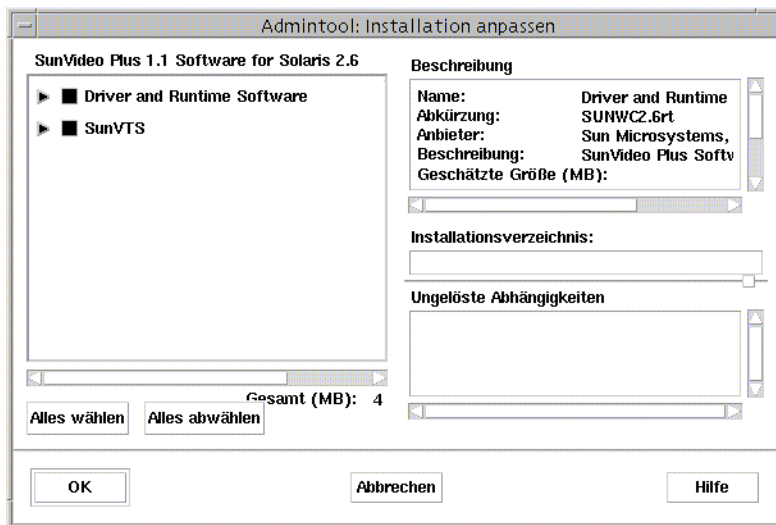 Admintool: Installation anpassen
SunVideo Plus 1.1 Software for Solaris 2.6
Driver and Runtime Software
SunVTS
Gesamt (MB): 4
Alles wählen
Alles abwählen
Beschreibung
Name: Driver and Runtime
Abkürzung: SUNWC2.6rt
Anbieter: Sun Microsystems,
Beschreibung: SunVideo Plus Softw
Geschätzte Größe (MB):
Installationsverzeichnis:
Ungelöste Abhängigkeiten
OK
Abbrechen
Hilfe